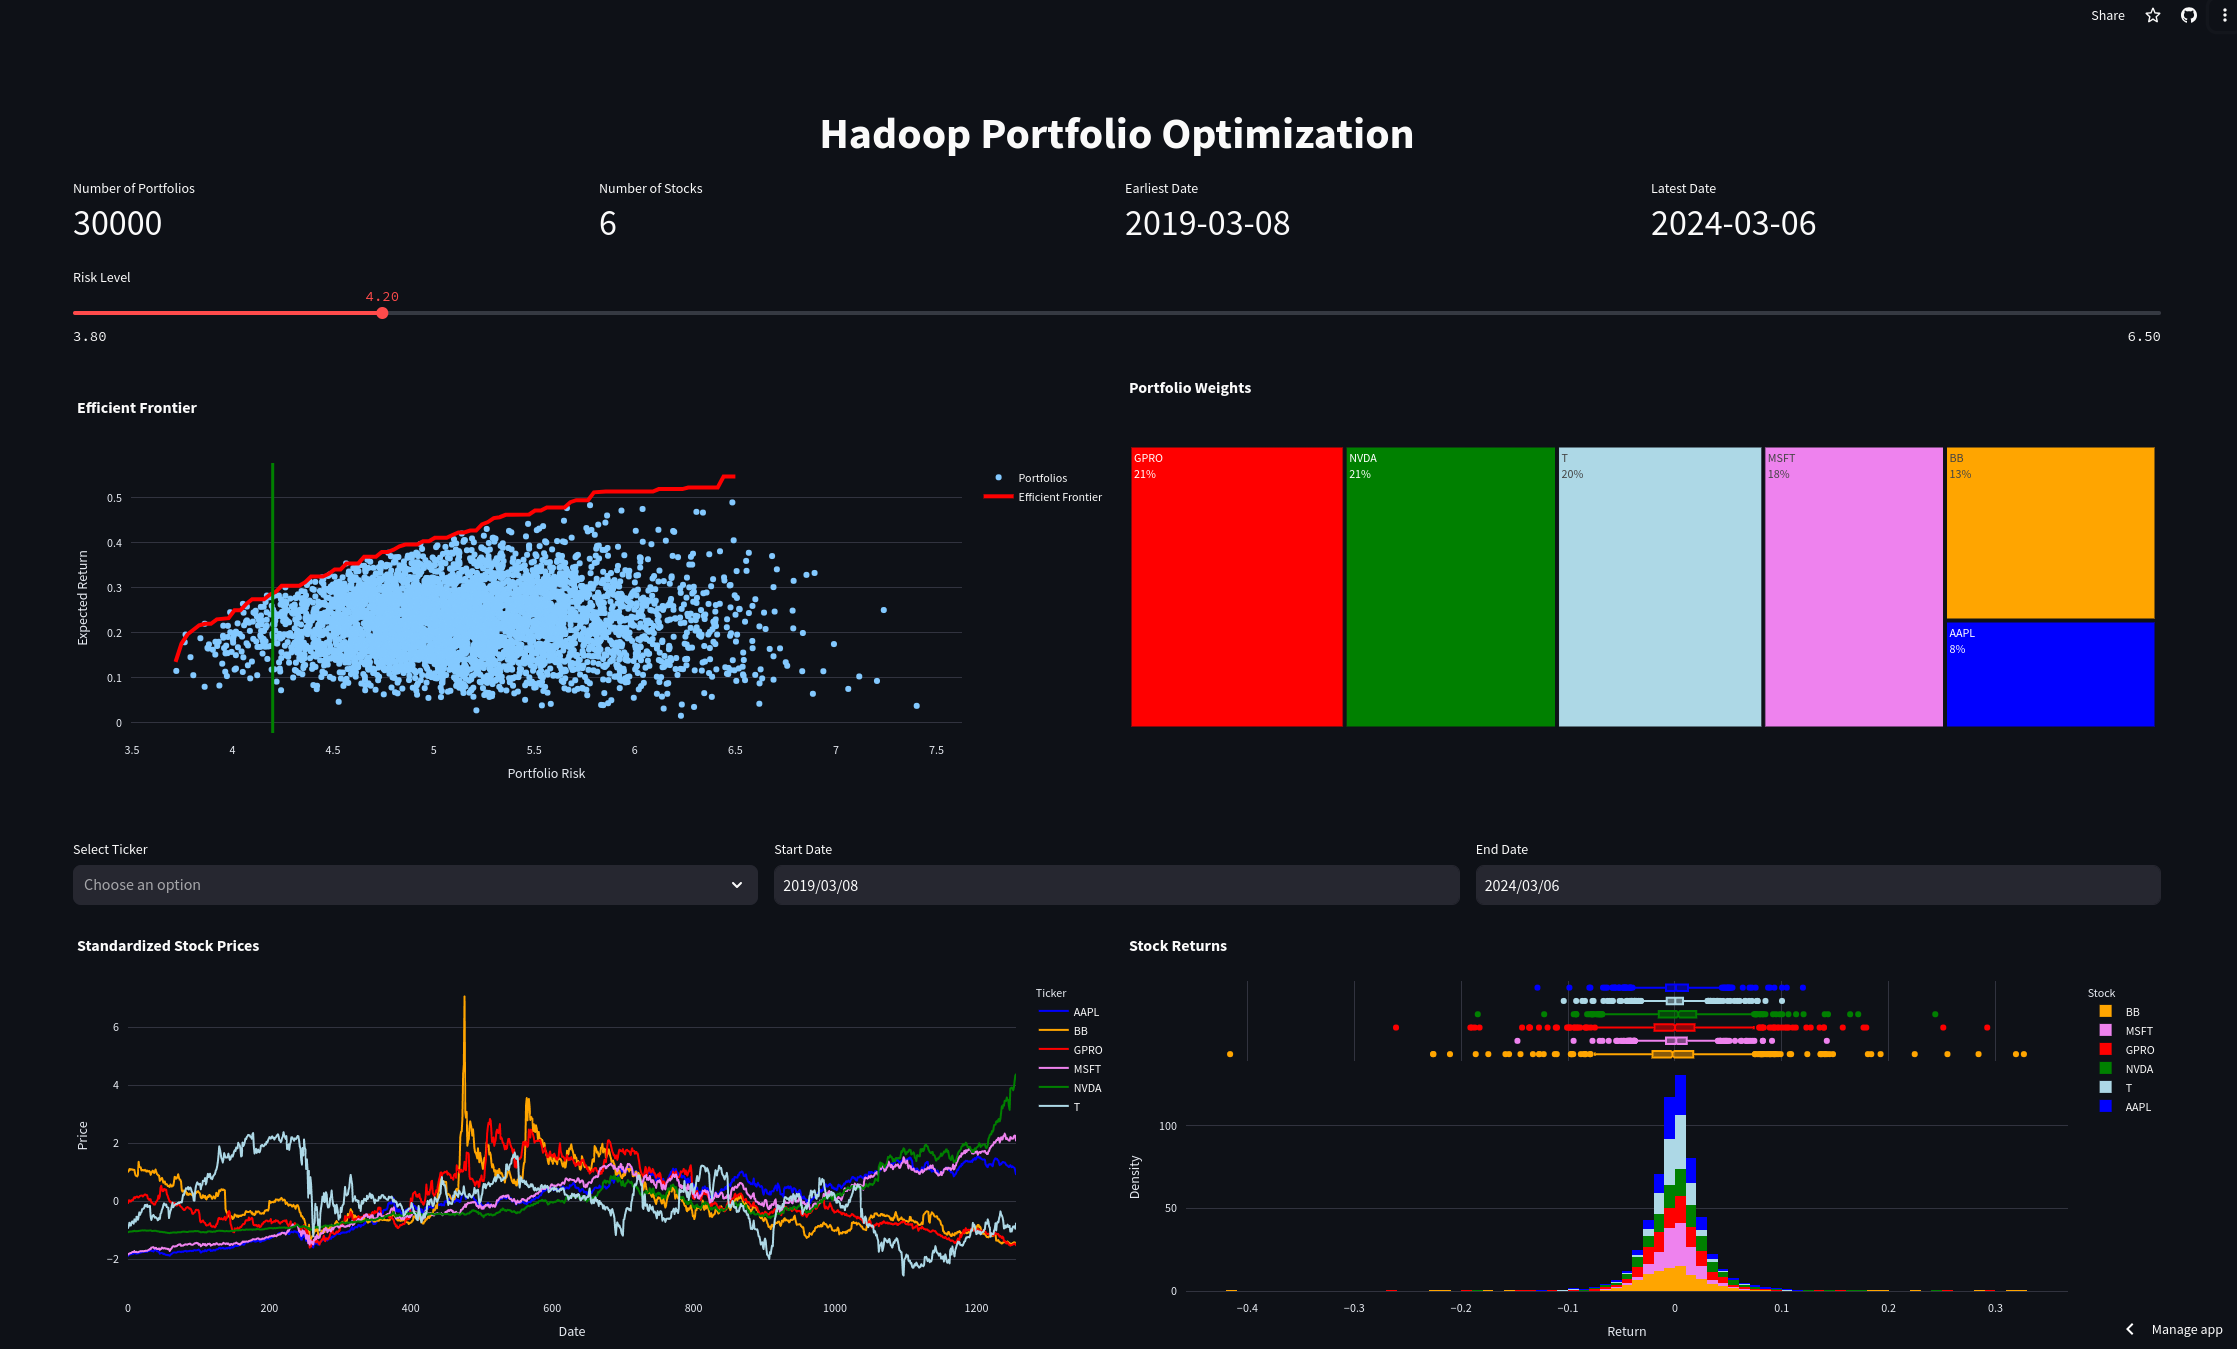 Share
Hadoop Portfolio Optimization
Number of Portfolios
30000
Number of Stocks
6
Earliest Date
2019-03-08
Latest Date
2024-03-06
Risk Level
4.20
3.80
6.50
Efficient Frontier
Portfolios
Efficient Frontier
Expected Return
0.5
0.4
0.3
0.2
0.1
0
3.5 4 4.5 5 5.5 6 6.5 7 7.5
Portfolio Risk
Portfolio Weights
GPRO
21%
NVDA
21%
T
20%
MSFT
18%
BB
13%
AAPL
8%
Select Ticker
Choose an option
Start Date
2019/03/08
End Date
2024/03/06
Standardized Stock Prices
Ticker
AAPL
BB
GPRO
MSFT
NVDA
T
Price
6
4
2
0
−2
0 200 400 600 800 1000 1200
Date
Stock Returns
Stock
BB
MSFT
GPRO
NVDA
T
AAPL
Density
100
50
0
−0.4 −0.3 −0.2 −0.1 0 0.1 0.2 0.3
Return
Manage app